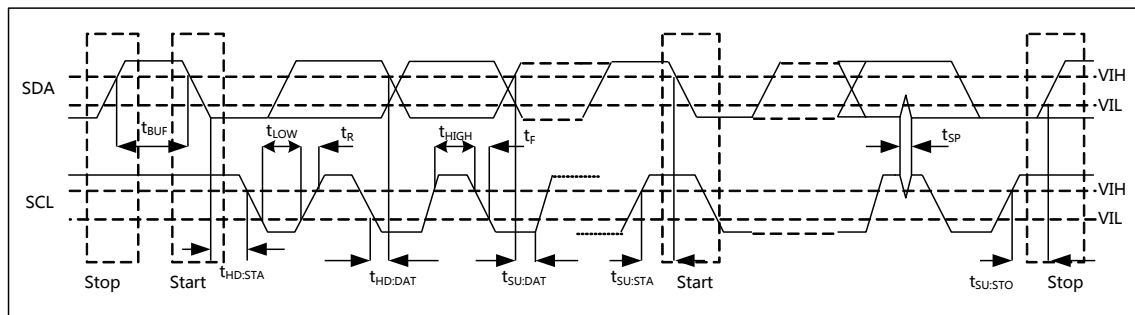 SDA
VIH
VIL
tBUF
tLOW
tR
tHIGH
tF
tSP
SCL
VIH
VIL
tHD:STA
tHD:DAT
tSU:DAT
tSU:STA
tSU:STO
Stop
Start
Start
Stop